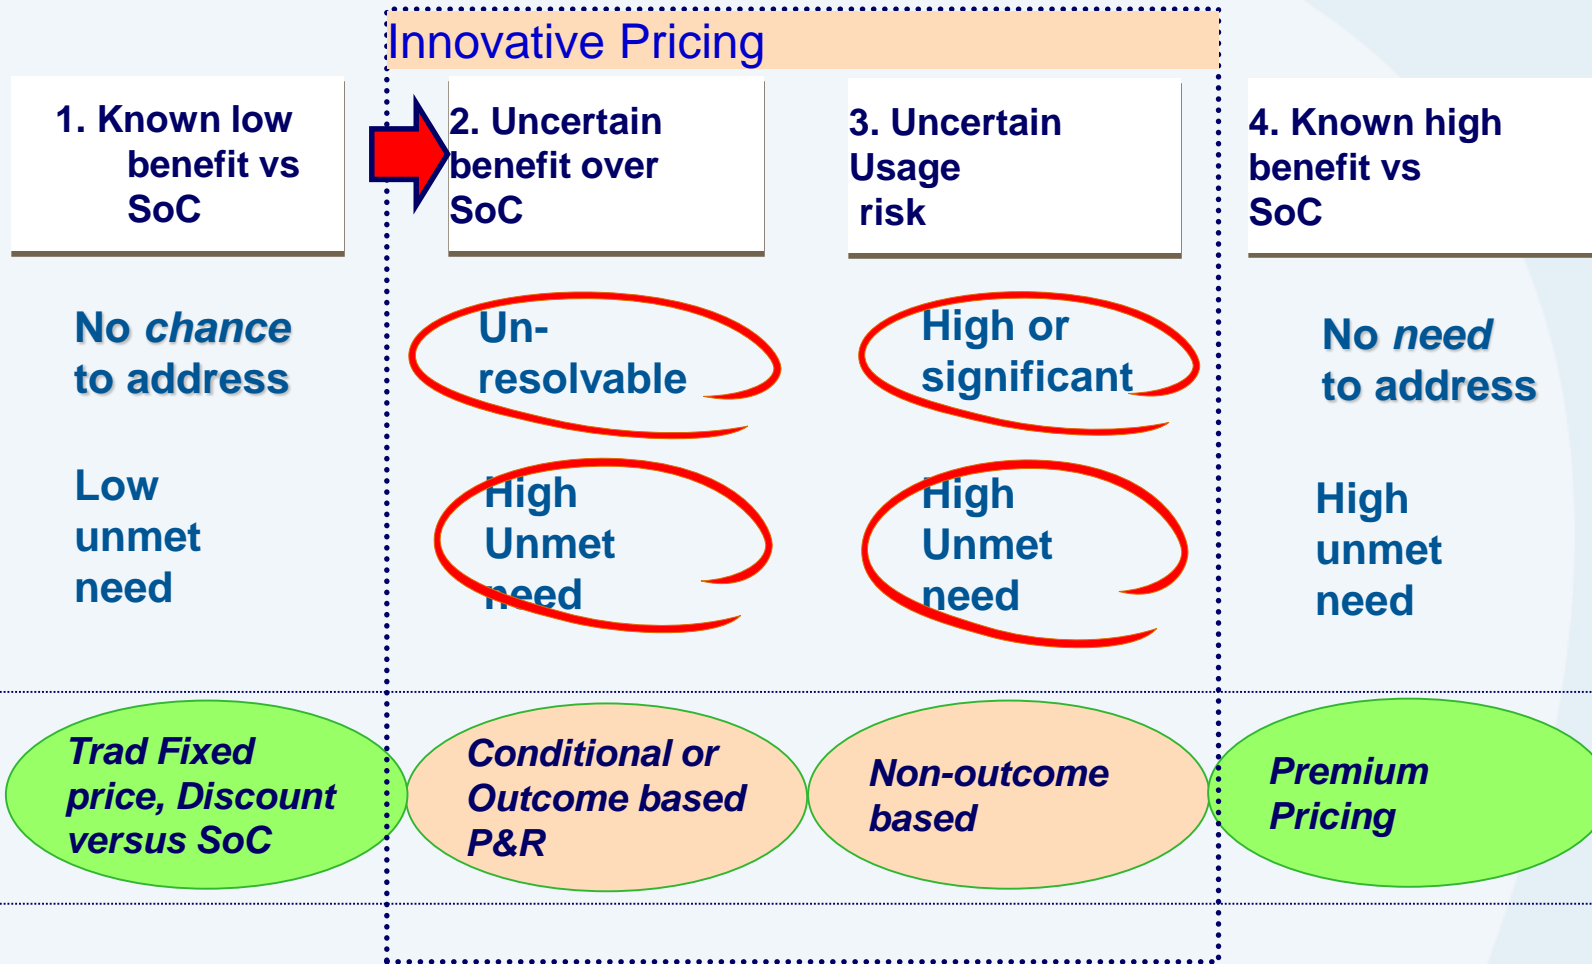 Innovative Pricing
1. Known low
benefit vs
SoC
2. Uncertain
benefit over
SoC
3. Uncertain
Usage
risk
4. Known high
benefit vs
SoC
No chance
to address
Un-
resolvable
High or
significant
No need
to address
Low
unmet
need
High
Unmet
need
High
Unmet
need
High
unmet
need
Trad Fixed
price, Discount
versus SoC
Conditional or
Outcome based
P&R
Non-outcome
based
Premium
Pricing